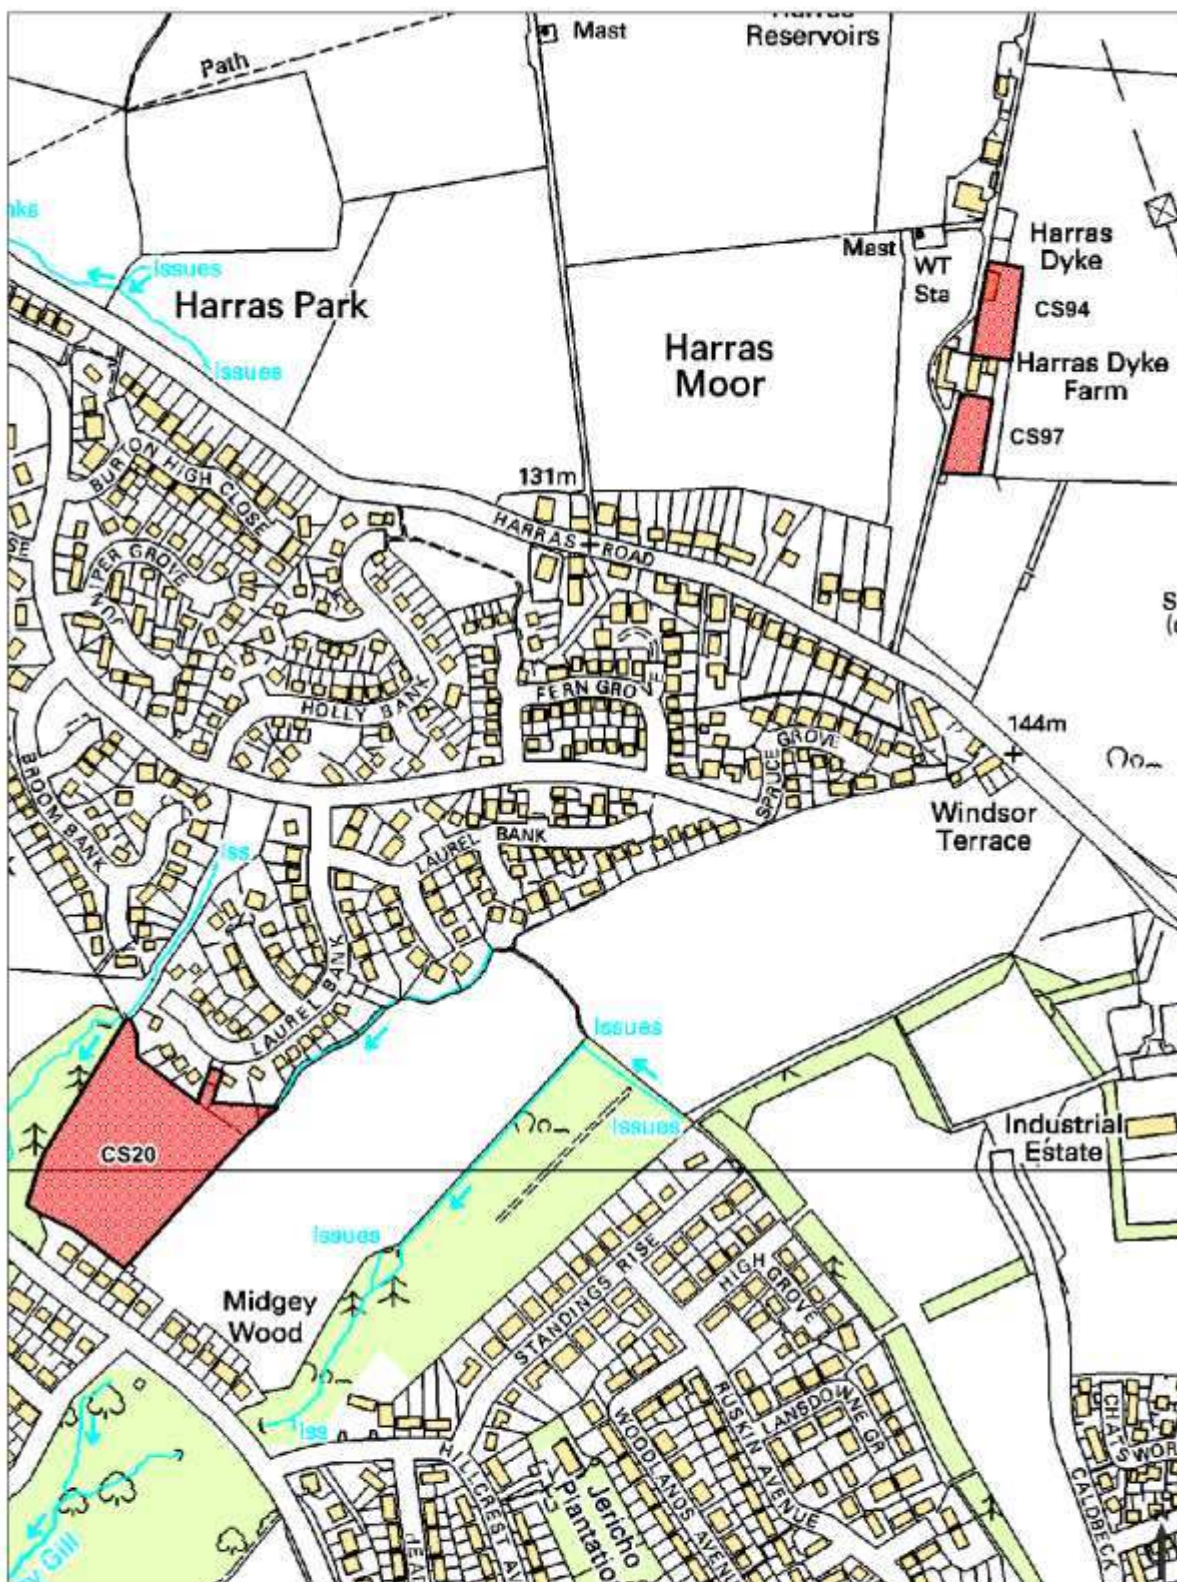 Mast
Reservoirs
Path
Issues
Harras Park
Issues
Mast
WT
Sta
Harras
Dyke
CS94
Harras
Moor
Harras Dyke
Farm
CS97
131m
BURTON HIGH CLOSE
HARRAS ROAD
HOLLY BANK
FERN GROVE
SPRUCE GROVE
144m
BROOM BANK
Windsor
Terrace
LAUREL BANK
Iss
LAUREL BANK
Issues
Issues
CS20
Industrial
Estate
Issues
Midgey
Wood
STANDINGS RISE
HIGH GROVE
Iss
HILLCREST AV
WOODLANDS AVENU
RUSKIN AVENUE
LANSDOWNE GR
Jericho
Plantatio
CHATSWOR
CALDBECK
Gill